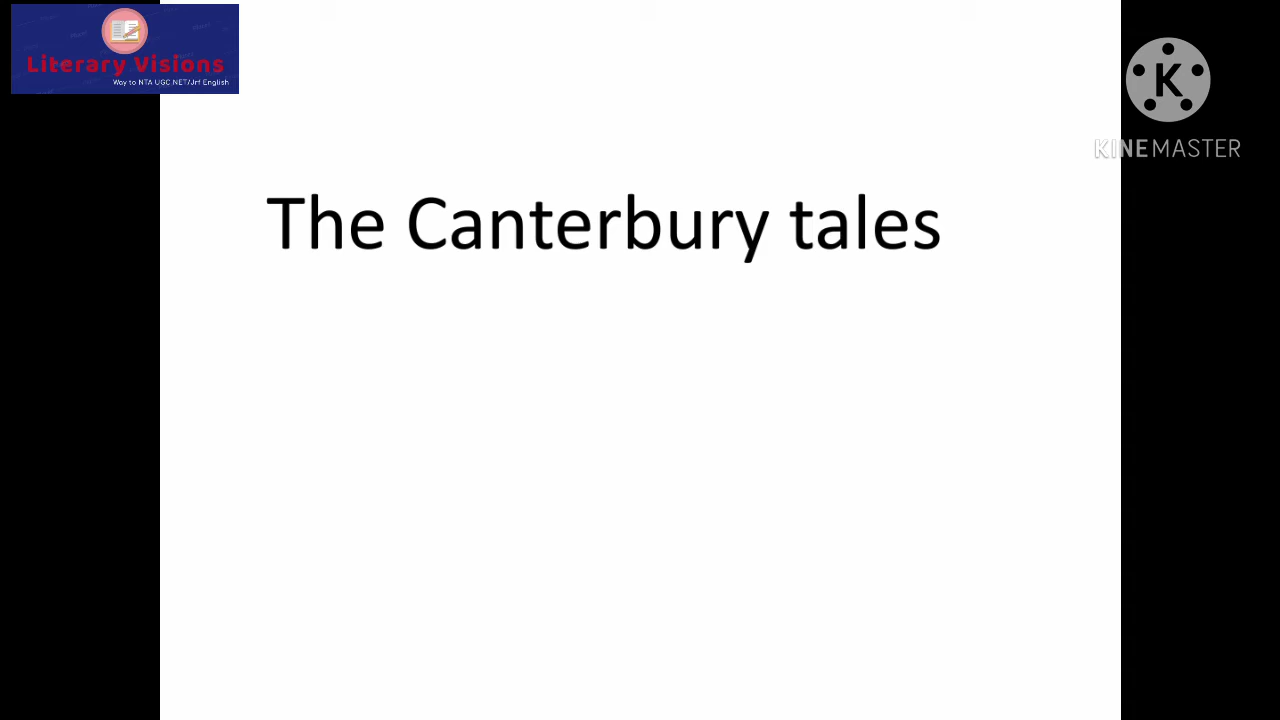 Literary Visions
Way to NTA UGC NET/Jrf English
K
KINEMASTER
The Canterbury tales